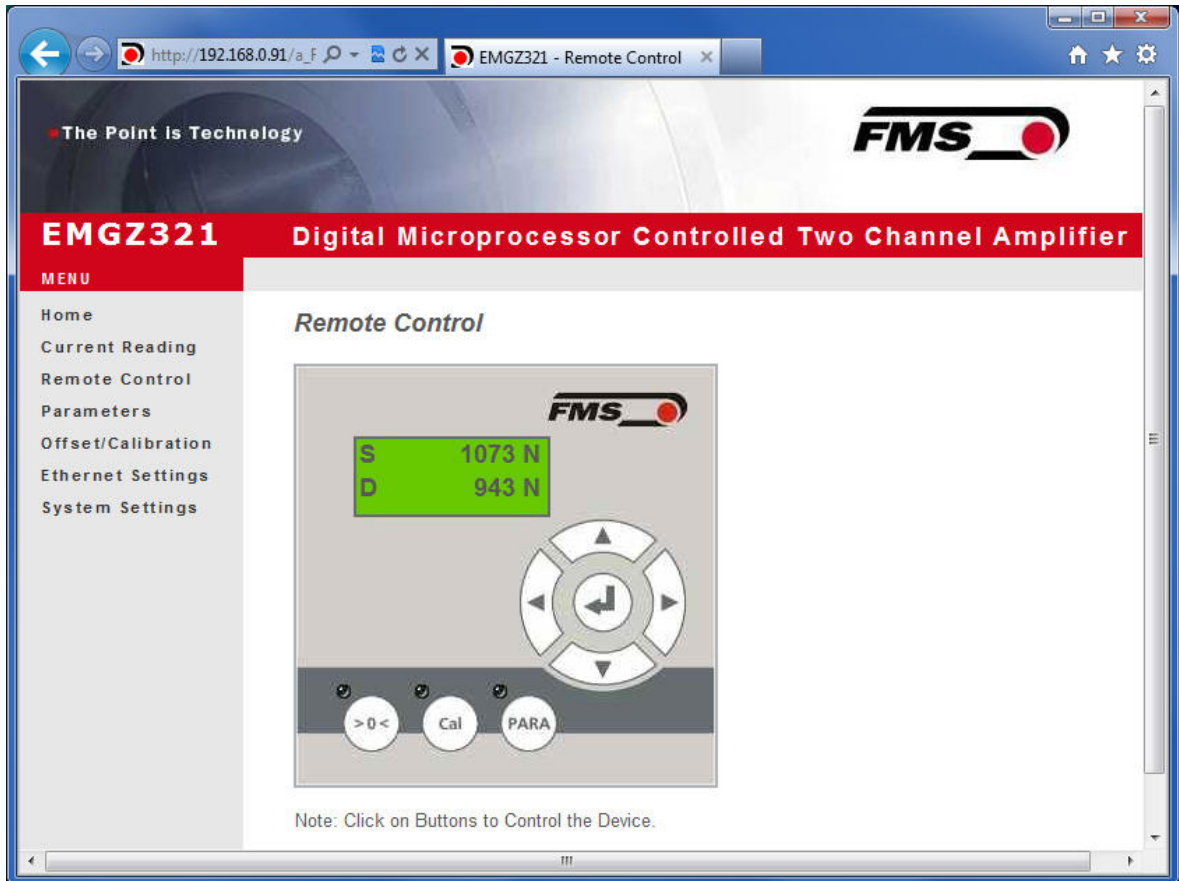 http://192.168.0.91/a_F
EMGZ321 - Remote Control
The Point is Technology
FMS
EMGZ321
Digital Microprocessor Controlled Two Channel Amplifier
MENU
Home
Current Reading
Remote Control
Parameters
Offset/Calibration
Ethernet Settings
System Settings
Remote Control
FMS
S 1073 N
D 943 N
>0<
Cal
PARA
Note: Click on Buttons to Control the Device.